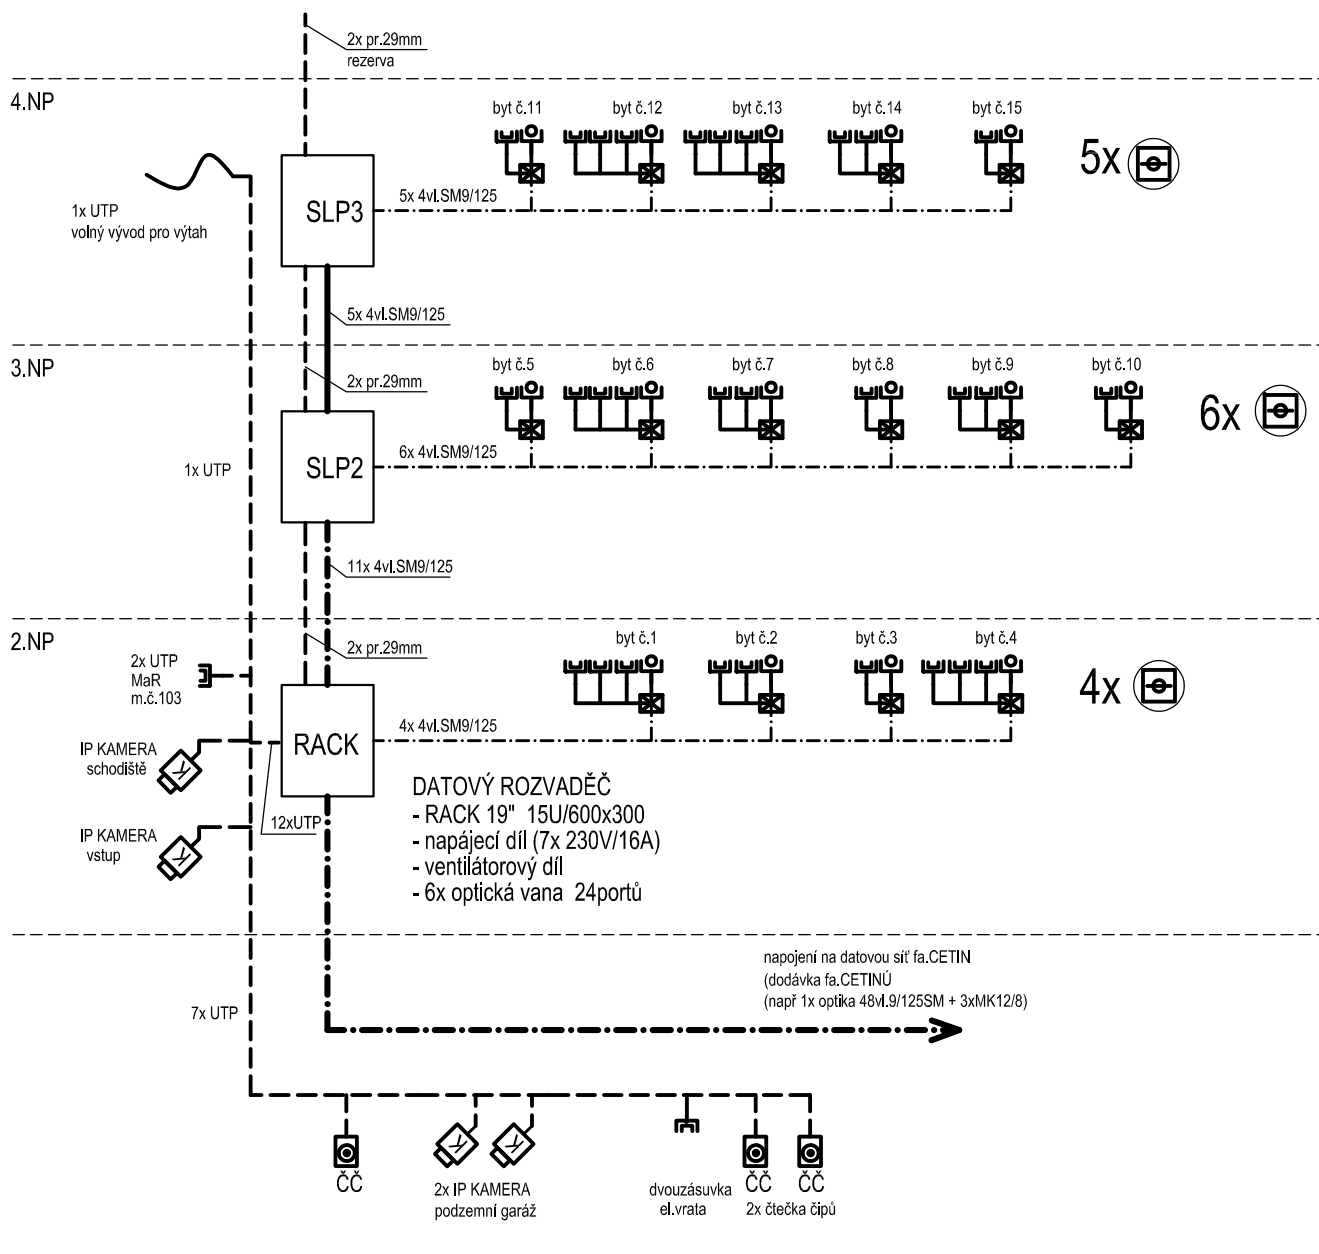 2x pr.29mm
rezerva
4.NP
byt č.11
byt č.12
byt č.13
byt č.14
byt č.15
5x
1x UTP
volný vývod pro výtah
SLP3
5x 4vl.SM9/125
5x 4vl.SM9/125
3.NP
byt č.5
byt č.6
byt č.7
byt č.8
byt č.9
byt č.10
2x pr.29mm
6x
1x UTP
SLP2
6x 4vl.SM9/125
11x 4vl.SM9/125
2.NP
byt č.1
byt č.2
byt č.3
byt č.4
2x pr.29mm
4x
2x UTP
MaR
m.č.103
4x 4vl.SM9/125
IP KAMERA
schodiště
K
RACK
12xUTP
IP KAMERA
vstup
K
DATOVÝ ROZVADĚČ
- RACK 19" 15U/600x300
- napájecí díl (7x 230V/16A)
- ventilátorový díl
- 6x optická vana 24portů
napojení na datovou síť fa.CETIN
(dodávka fa.CETINÚ
(např 1x optika 48vl.9/125SM + 3xMK12/8)
7x UTP
K
K
ČČ
2x IP KAMERA
podzemní garáž
dvouzásuvka
el.vrata
ČČ
ČČ
2x čtečka čipů